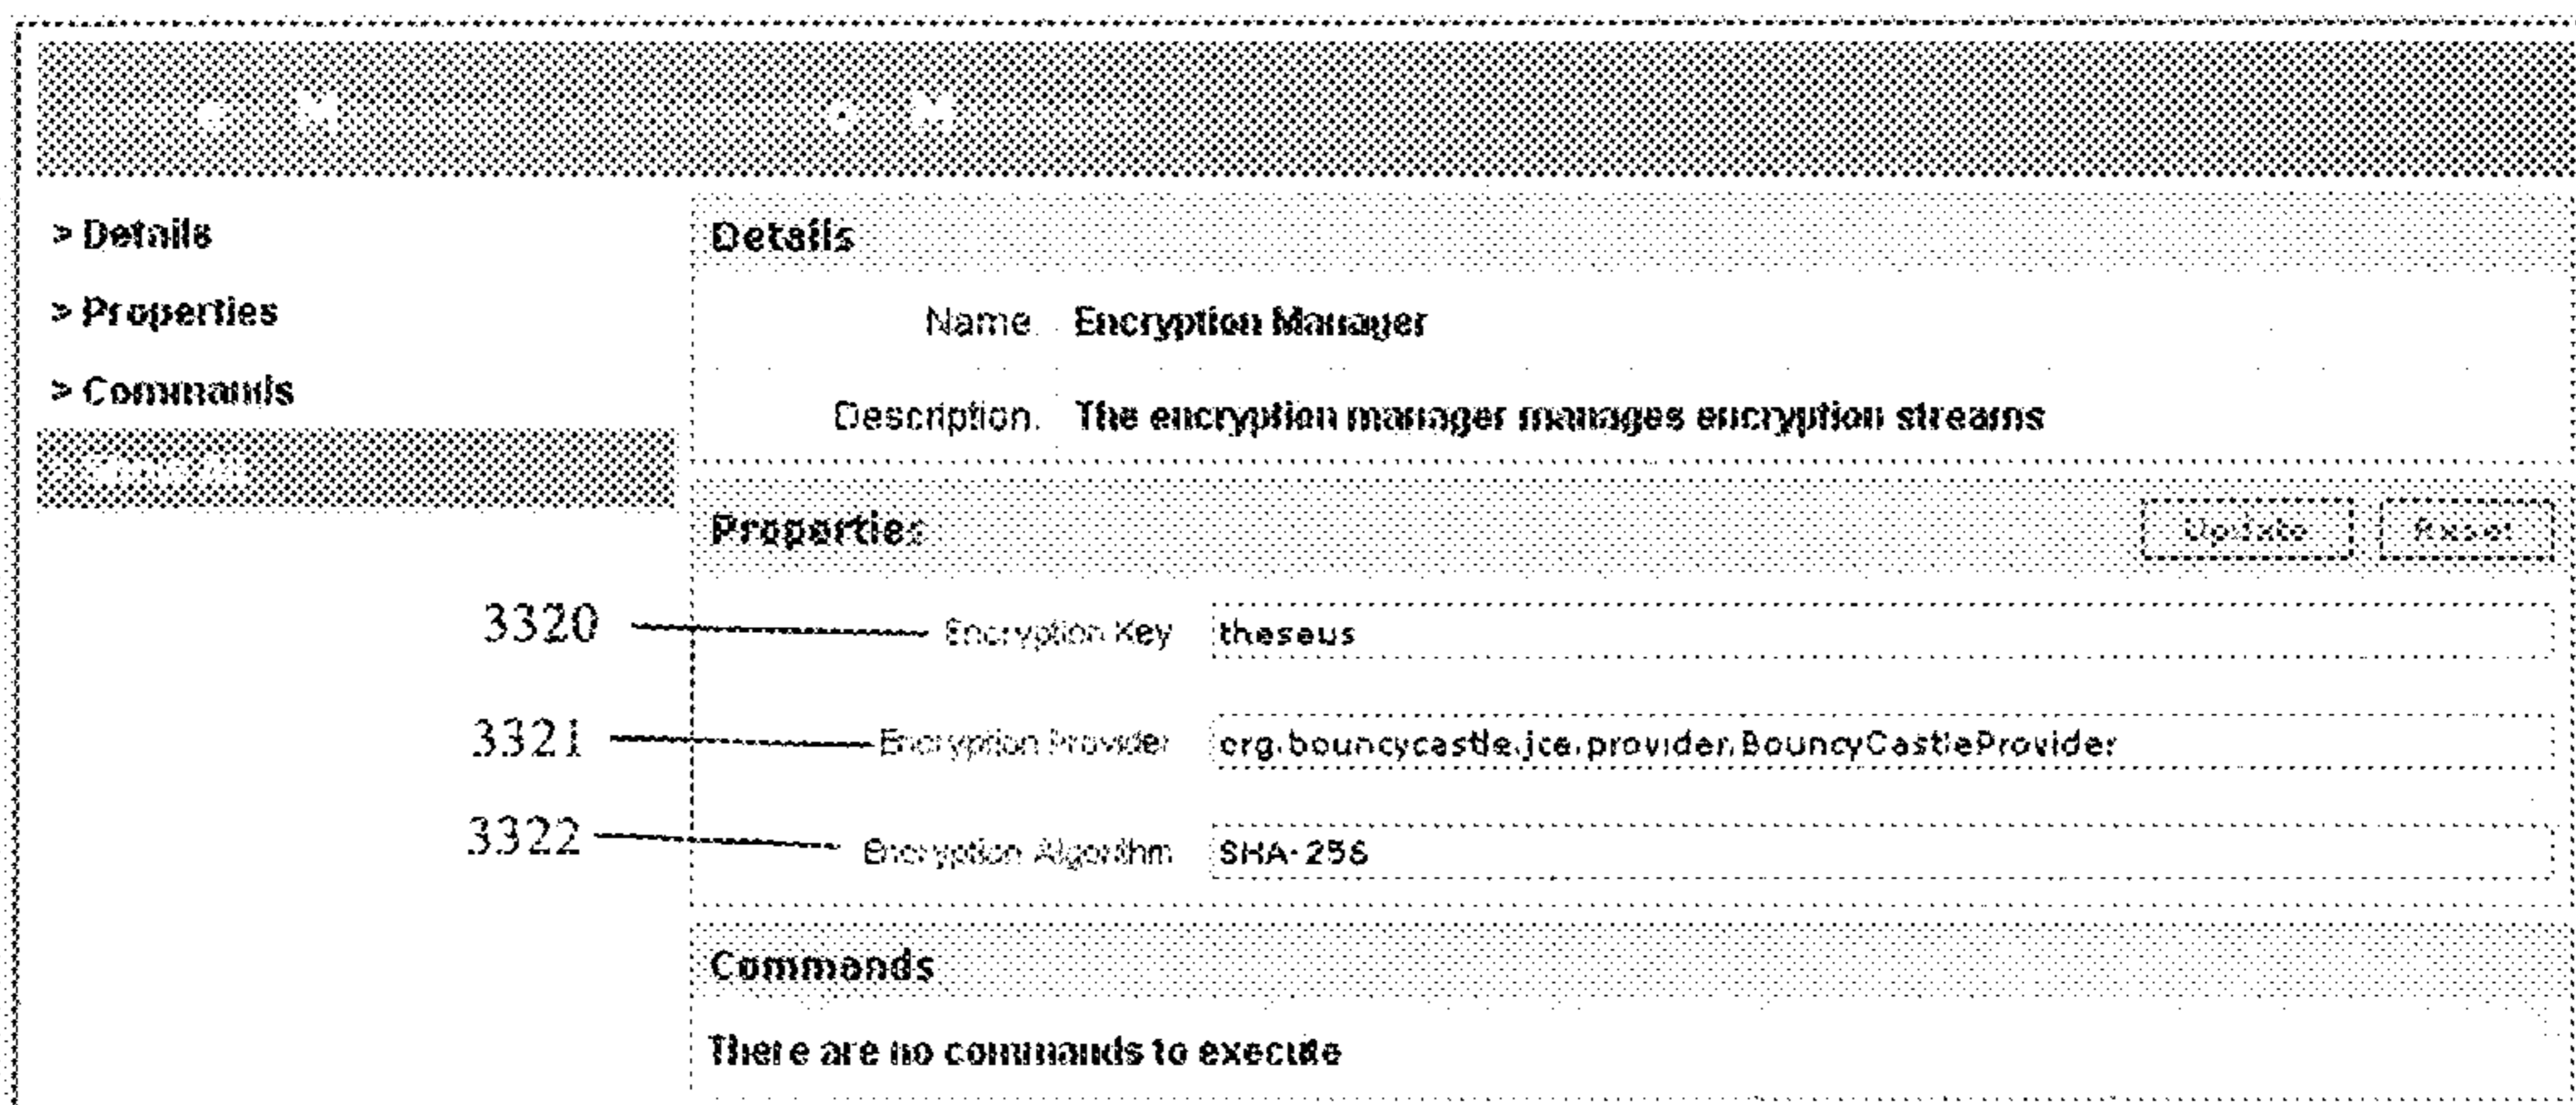 > Details
> Properties
> Commands
Details
Name. Encryption Manager
Description. The encryption manager manages encryption streams
Properties Update Reset
3320 Encryption Key theseus
3321 Encryption Provider org.bouncycastle.jce.provider.BouncyCastleProvider
3322 Encryption Algorithm SHA-256
Commands
There are no commands to execute